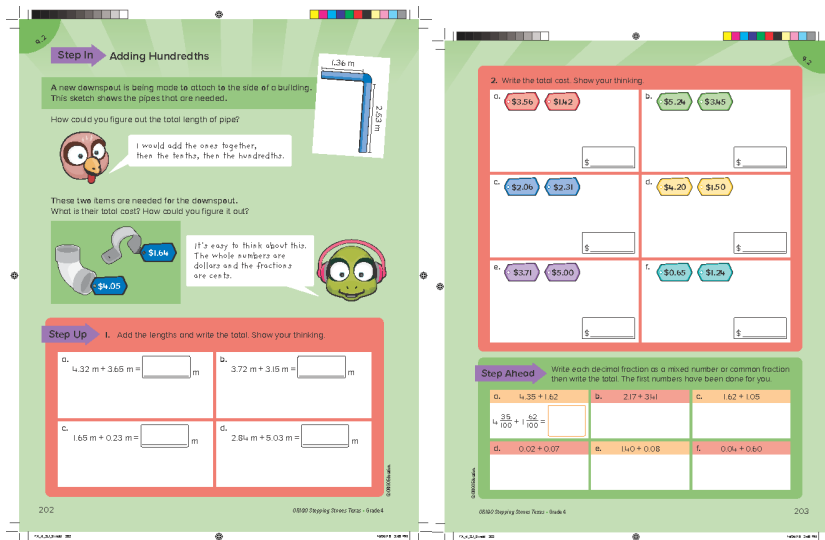 9.2
Step In
Adding Hundredths
A new downspout is being made to attach to the side of a building.
This sketch shows the pipes that are needed.
1.36 m
2.63 m
How could you figure out the total length of pipe?
I would add the ones together,
then the tenths, then the hundredths.
These two items are needed for the downspout.
What is their total cost? How could you figure it out?
$1.64
$4.05
It's easy to think about this.
The whole numbers are
dollars and the fractions
are cents.
Step Up
1. Add the lengths and write the total. Show your thinking.
a.
4.32 m + 3.65 m = m
b.
3.72 m + 3.15 m = m
c.
1.65 m + 0.23 m = m
d.
2.84 m + 5.03 m = m
202
ORIGO Stepping Stones Texas - Grade 4
9.2
2. Write the total cost. Show your thinking.
a. $3.56 $1.42
$
b. $5.24 $3.45
$
c. $2.06 $2.31
$
d. $4.20 $1.50
$
e. $3.71 $5.00
$
f. $0.65 $1.24
$
Step Ahead
Write each decimal fraction as a mixed number or common fraction
then write the total. The first numbers have been done for you.
a. 4.35 + 1.62
4 35/100 + 1 62/100 =
b. 2.17 + 3.41
c. 1.62 + 1.05
d. 0.02 + 0.07
e. 1.40 + 0.08
f. 0.04 + 0.60
ORIGO Stepping Stones Texas - Grade 4
203